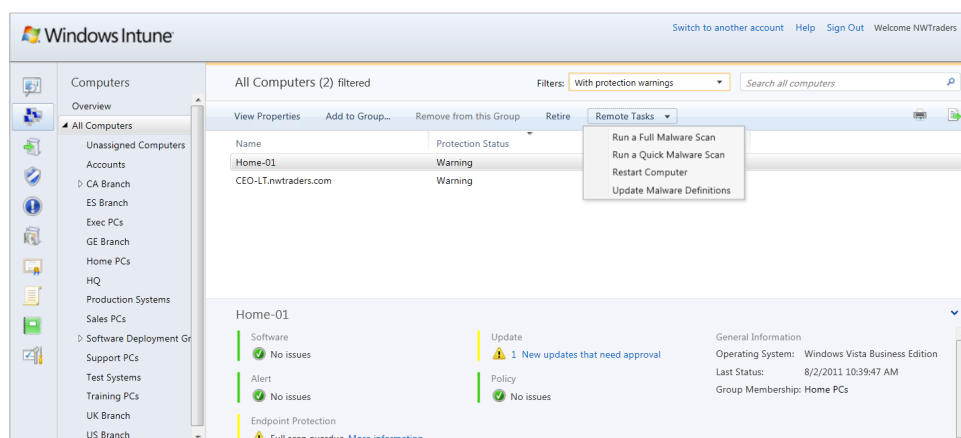 Windows Intune
Switch to another account Help Sign Out Welcome NWTraders
Computers
Overview
All Computers
Unassigned Computers
Accounts
CA Branch
ES Branch
Exec PCs
GE Branch
Home PCs
HQ
Production Systems
Sales PCs
Software Deployment Gr
Support PCs
Test Systems
Training PCs
UK Branch
US Branch
All Computers (2) filtered
Filters: With protection warnings
Search all computers
View Properties Add to Group... Remove from this Group Retire Remote Tasks
Run a Full Malware Scan
Run a Quick Malware Scan
Restart Computer
Update Malware Definitions
Name Protection Status
Home-01 Warning
CEO-LT.nwtraders.com Warning
Home-01
Software
No issues
Alert
No issues
Endpoint Protection
Full scan overdue More information
Update
1 New updates that need approval
Policy
No issues
General Information
Operating System: Windows Vista Business Edition
Last Status: 8/2/2011 10:39:47 AM
Group Membership: Home PCs